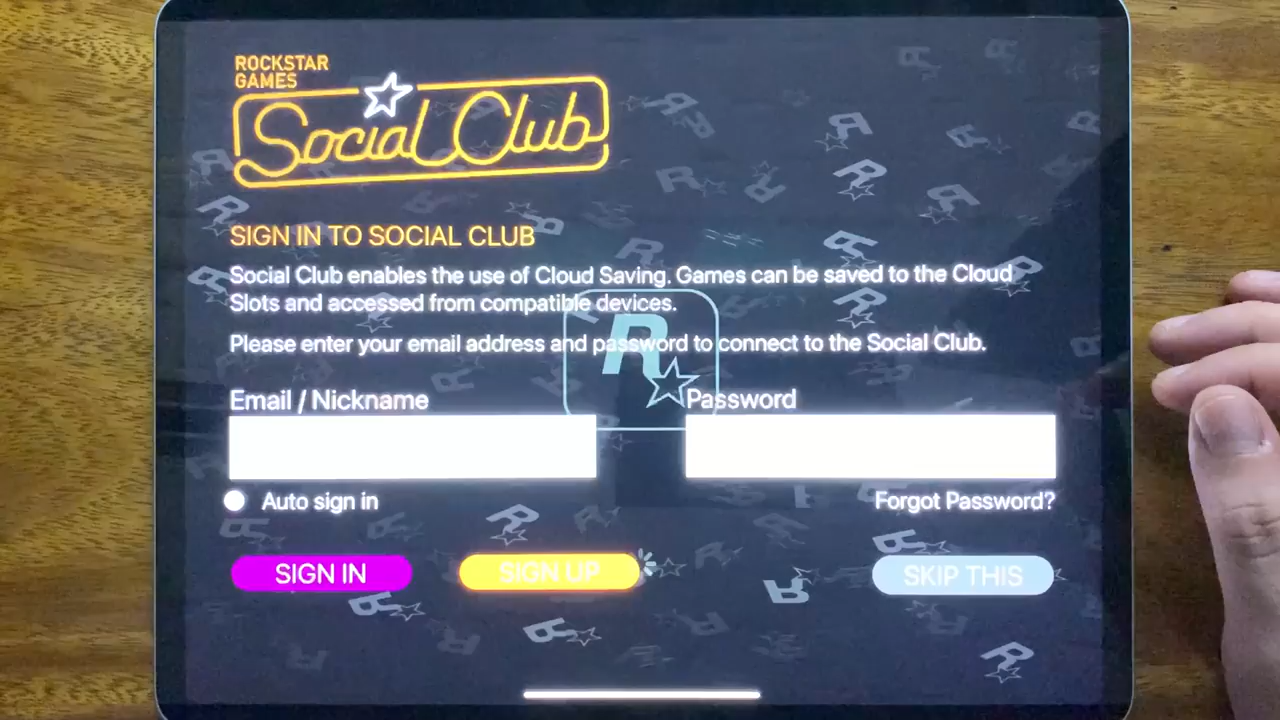 ROCKSTAR
GAMES
Social Club
SIGN IN TO SOCIAL CLUB
Social Club enables the use of Cloud Saving. Games can be saved to the Cloud
Slots and accessed from compatible devices.
Please enter your email address and password to connect to the Social Club.
R
Email / Nickname
Password
Auto sign in
Forgot Password?
SIGN IN
SIGN UP
SKIP THIS